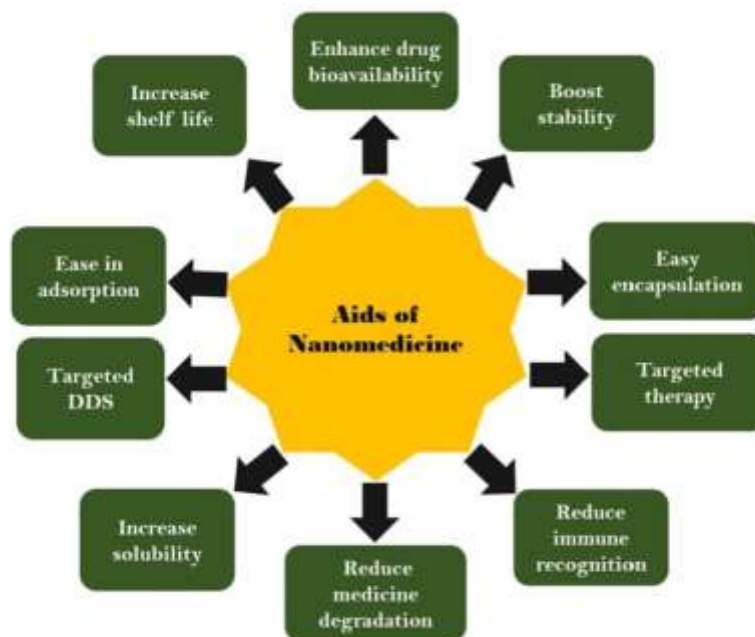 Enhance drug
bioavailability
Increase
shelf life
Boost
stability
Ease in
adsorption
Easy
encapsulation
Aids of
Nanomedicine
Targeted
DDS
Targeted
therapy
Increase
solubility
Reduce
immune
recognition
Reduce
medicine
degradation